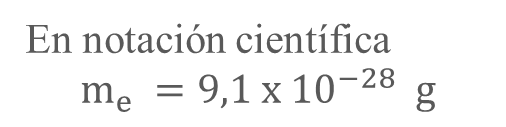 En notación científica
mₑ = 9,1 x 10⁻²⁸ g